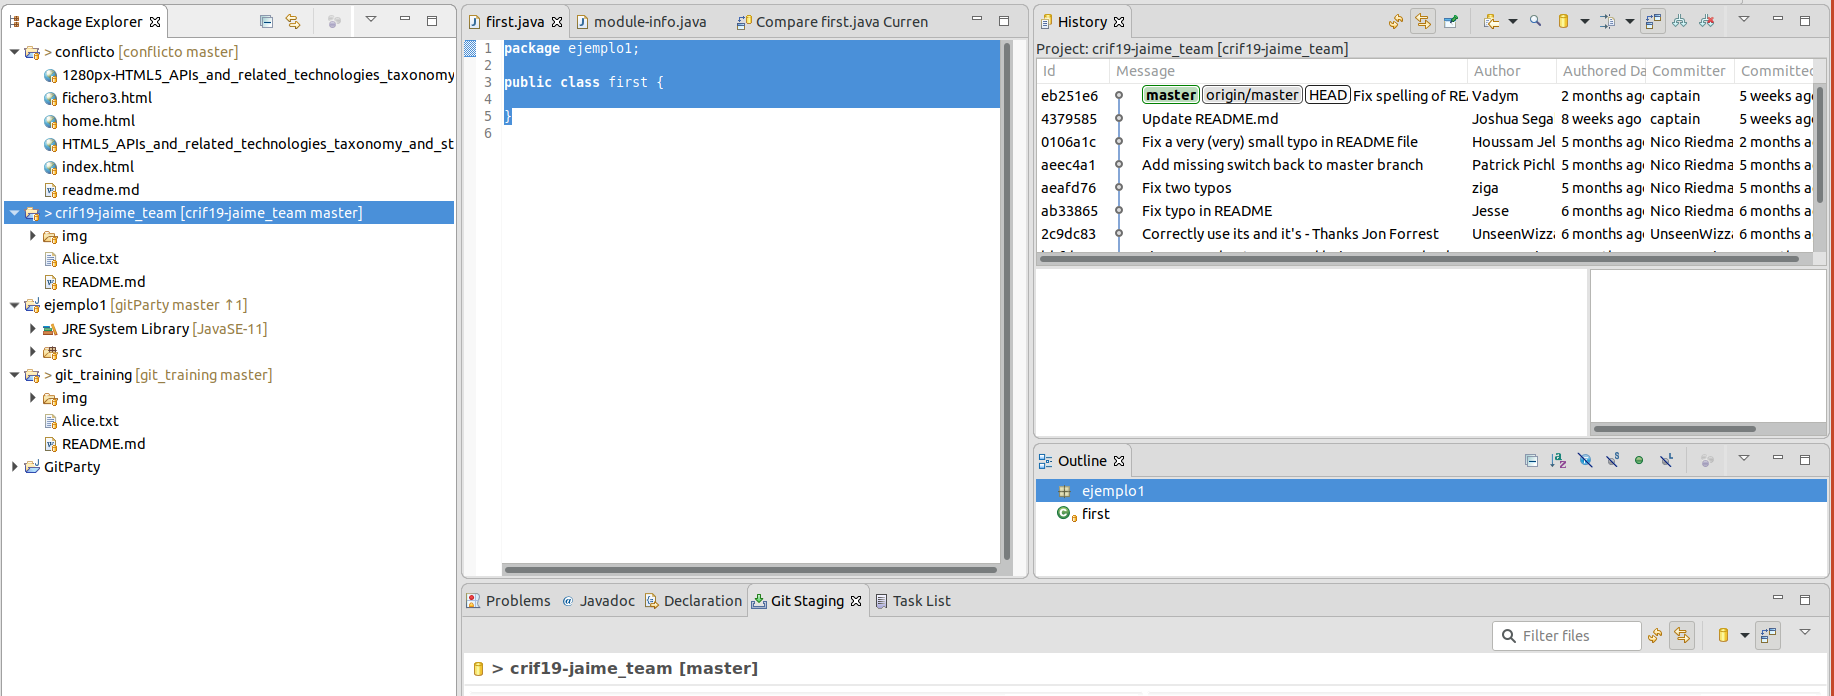 Package Explorer
> conflicto [conflicto master]
1280px-HTML5_APIs_and_related_technologies_taxonomy
fichero3.html
home.html
HTML5_APIs_and_related_technologies_taxonomy_and_st
index.html
readme.md
> crif19-jaime_team [crif19-jaime_team master]
img
Alice.txt
README.md
ejemplo1 [gitParty master ↑1]
JRE System Library [JavaSE-11]
src
> git_training [git_training master]
img
Alice.txt
README.md
GitParty
first.java module-info.java Compare first.java Curren
1 package ejemplo1;
2
3 public class first {
4
5 }
6
History
Project: crif19-jaime_team [crif19-jaime_team]
Id Message Author Authored Da Committer Committed
eb251e6 master origin/master HEAD Fix spelling of RE Vadym 2 months ago captain 5 weeks ago
4379585 Update README.md Joshua Sega 8 weeks ago captain 5 weeks ago
0106a1c Fix a very (very) small typo in README file Houssam Jel 5 months ag Nico Riedma 2 months a
aeec4a1 Add missing switch back to master branch Patrick Pichl 5 months ag Nico Riedma 5 months a
aeafd76 Fix two typos ziga 5 months ag Nico Riedma 5 months a
ab33865 Fix typo in README Jesse 6 months ag Nico Riedma 6 months a
2c9dc83 Correctly use its and it's - Thanks Jon Forrest UnseenWizza 6 months ag UnseenWizza 6 months a
Outline
ejemplo1
first
Problems @ Javadoc Declaration Git Staging Task List
Filter files
> crif19-jaime_team [master]